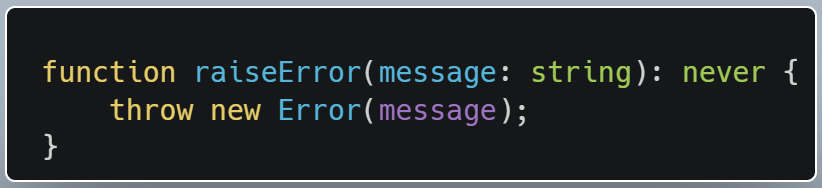 function raiseError(message: string): never {
    throw new Error(message);
}